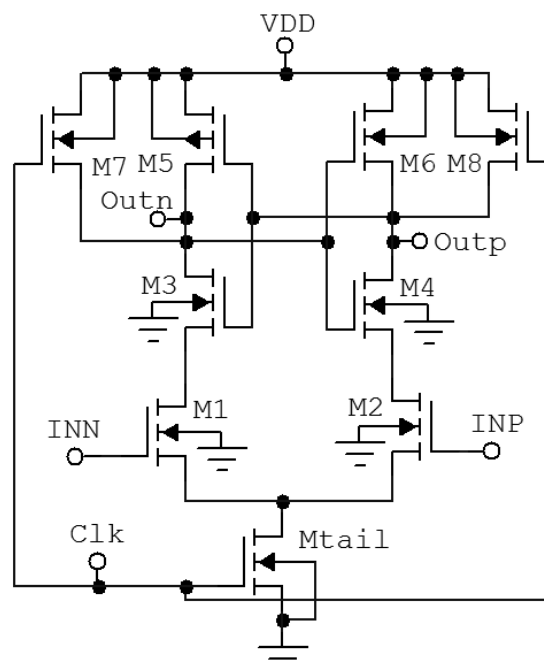 VDD
M7 M5
M6 M8
Outn
Outp
M3
M4
M1
M2
INN
INP
Clk
Mtail